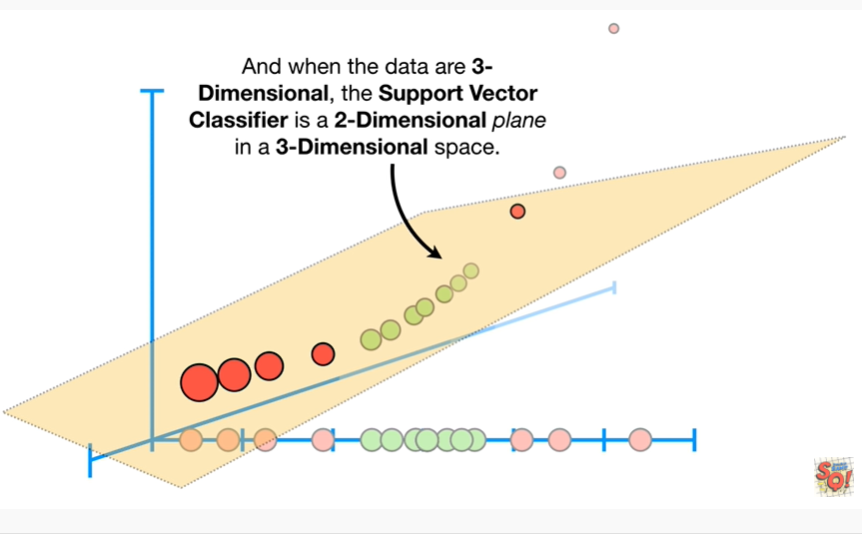 And when the data are 3-
Dimensional, the Support Vector
Classifier is a 2-Dimensional plane
in a 3-Dimensional space.
SQ!